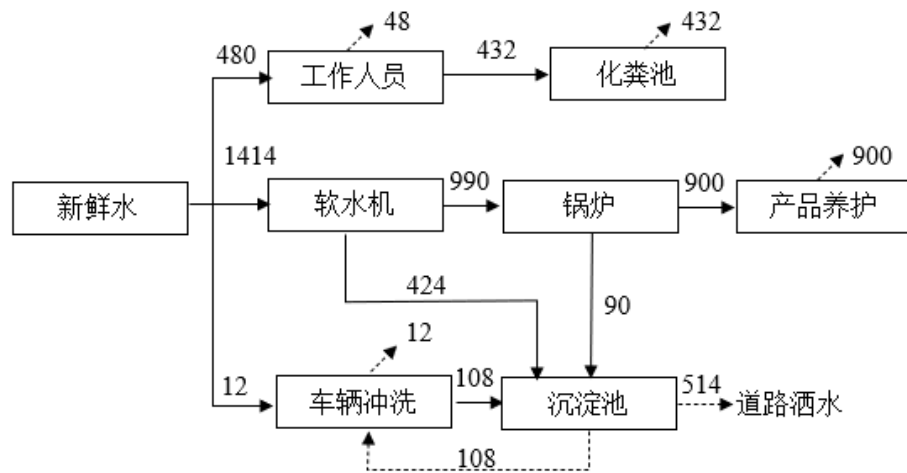 48
432
480
工作人员
432
化粪池
1414
900
新鲜水
软水机
990
锅炉
900
产品养护
424
90
12
12
车辆冲洗
108
沉淀池
514
道路洒水
108